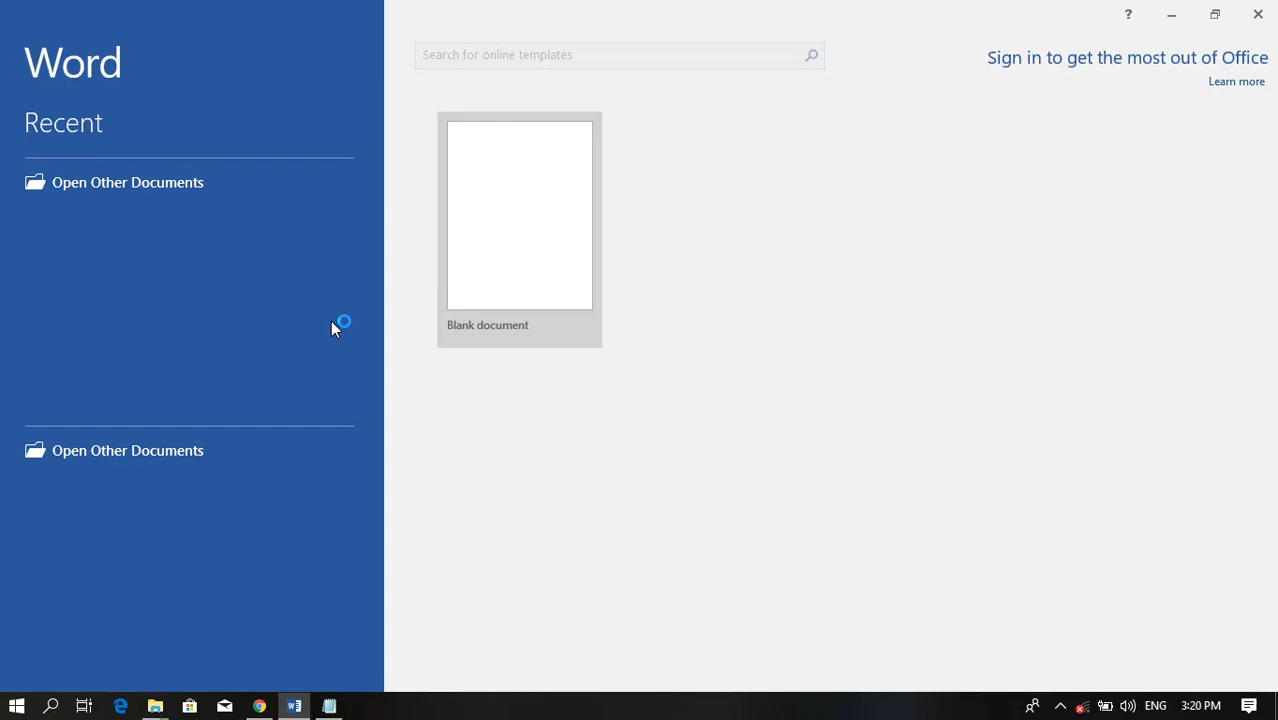 Word
Recent
Open Other Documents
Open Other Documents
?
Search for online templates
Sign in to get the most out of Office
Learn more
Blank document
ENG
3:20 PM